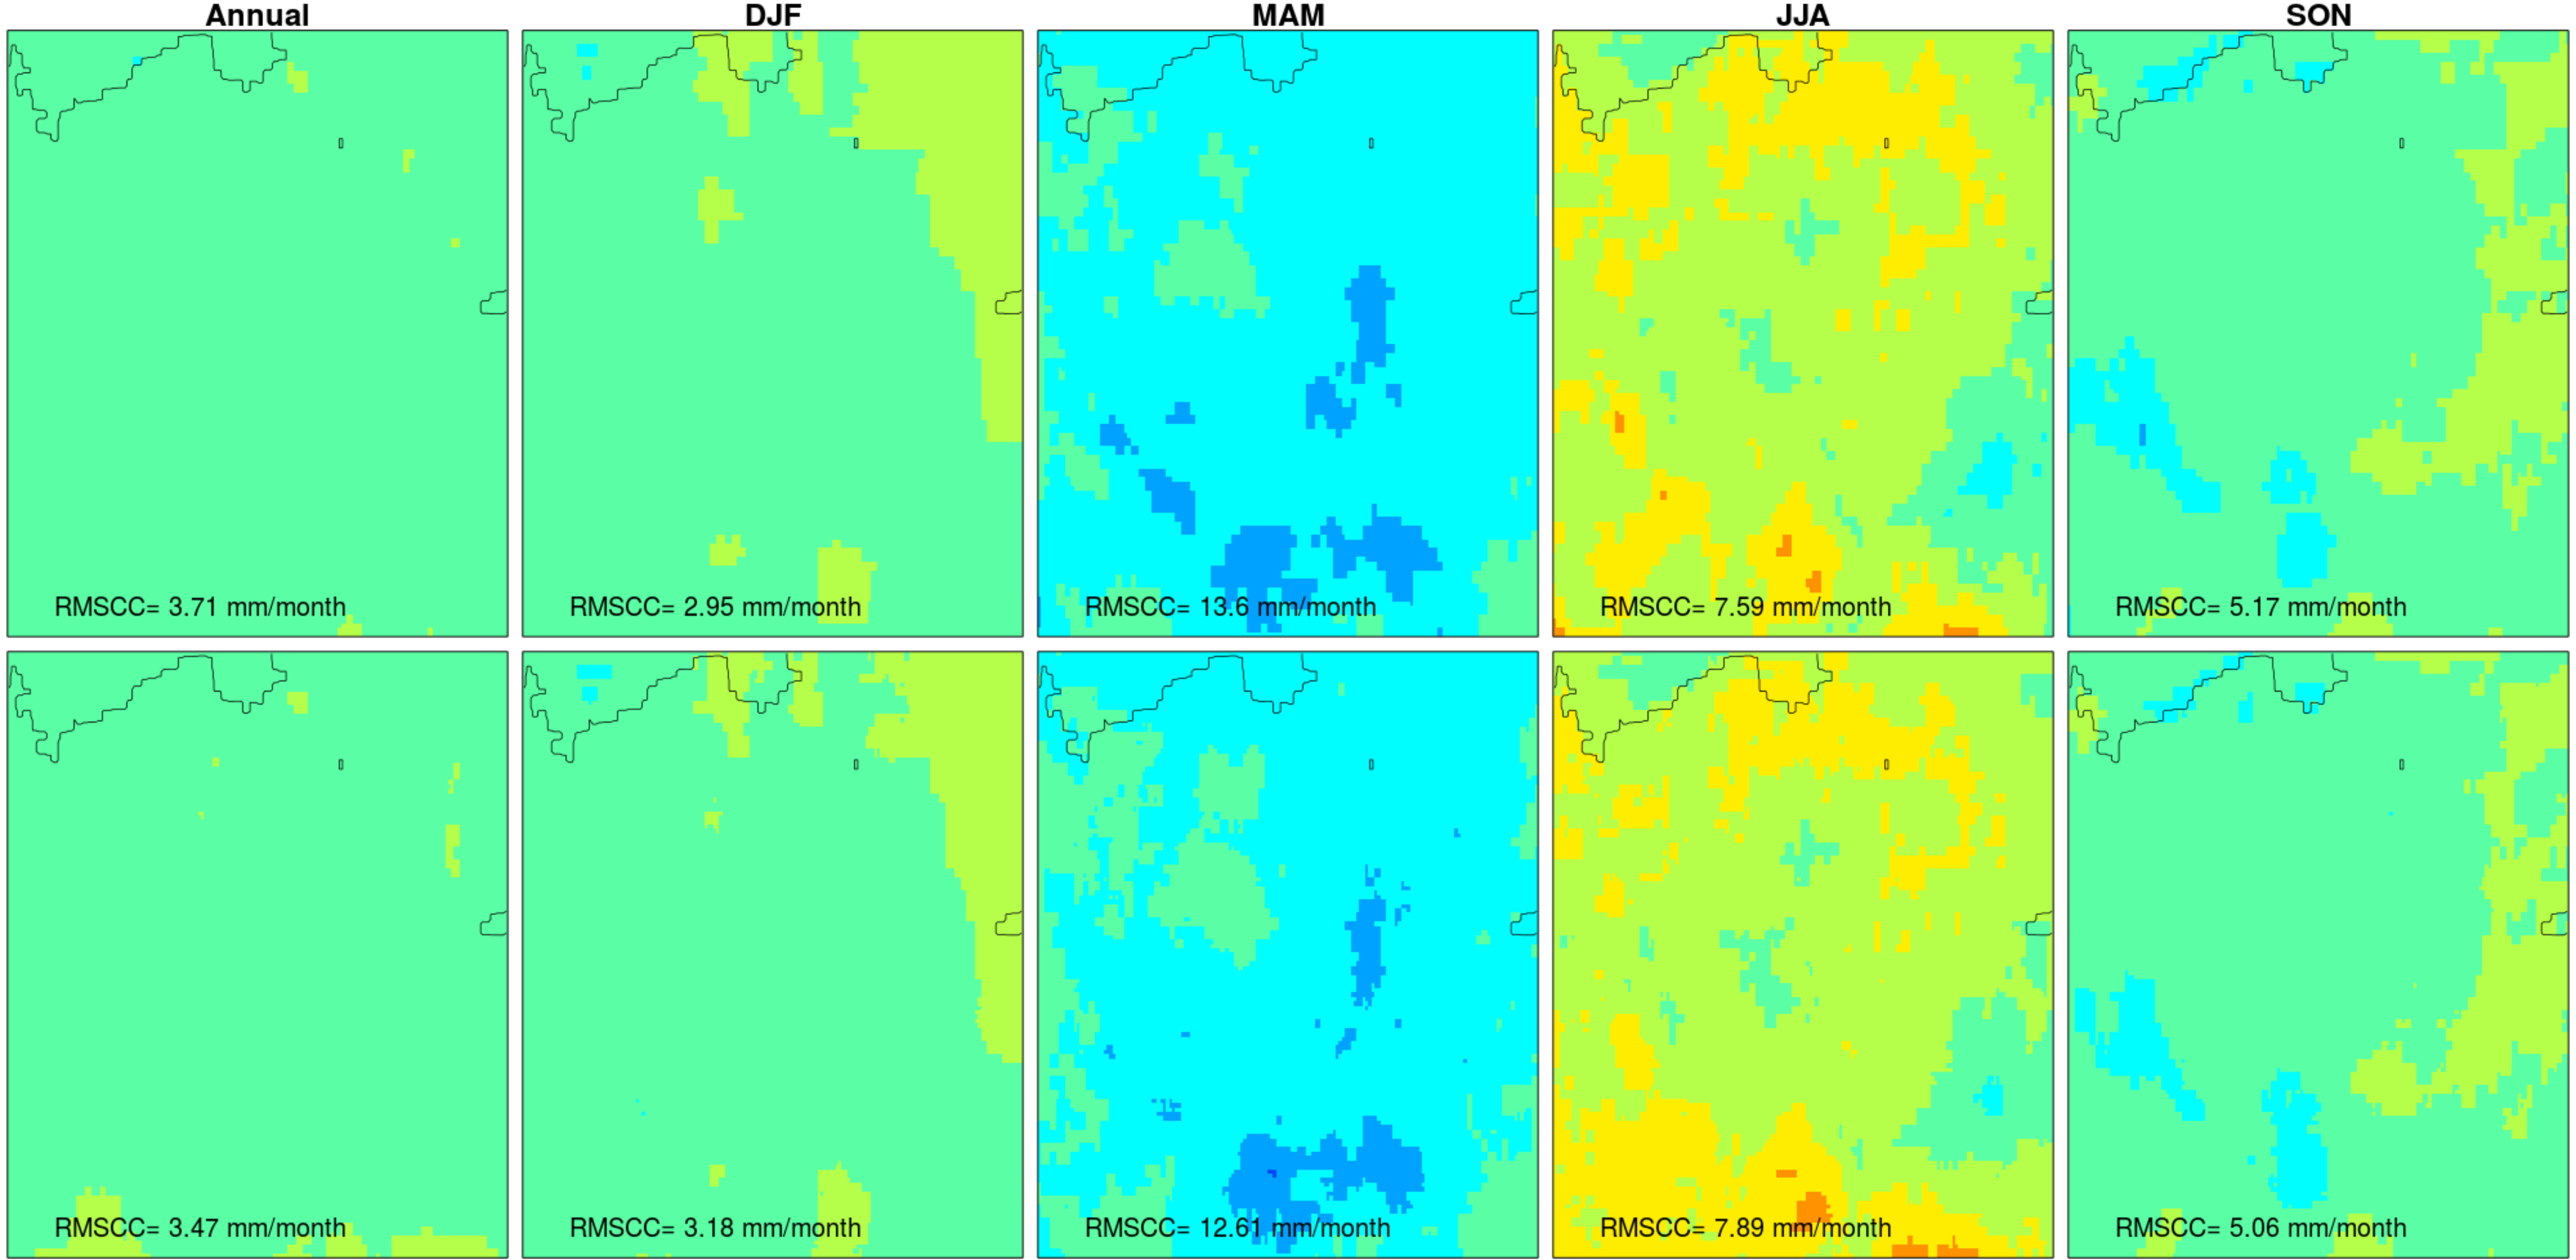 Annual DJF MAM JJA SON
RMSCC= 3.71 mm/month RMSCC= 2.95 mm/month RMSCC= 13.6 mm/month RMSCC= 7.59 mm/month RMSCC= 5.17 mm/month
RMSCC= 3.47 mm/month RMSCC= 3.18 mm/month RMSCC= 12.61 mm/month RMSCC= 7.89 mm/month RMSCC= 5.06 mm/month